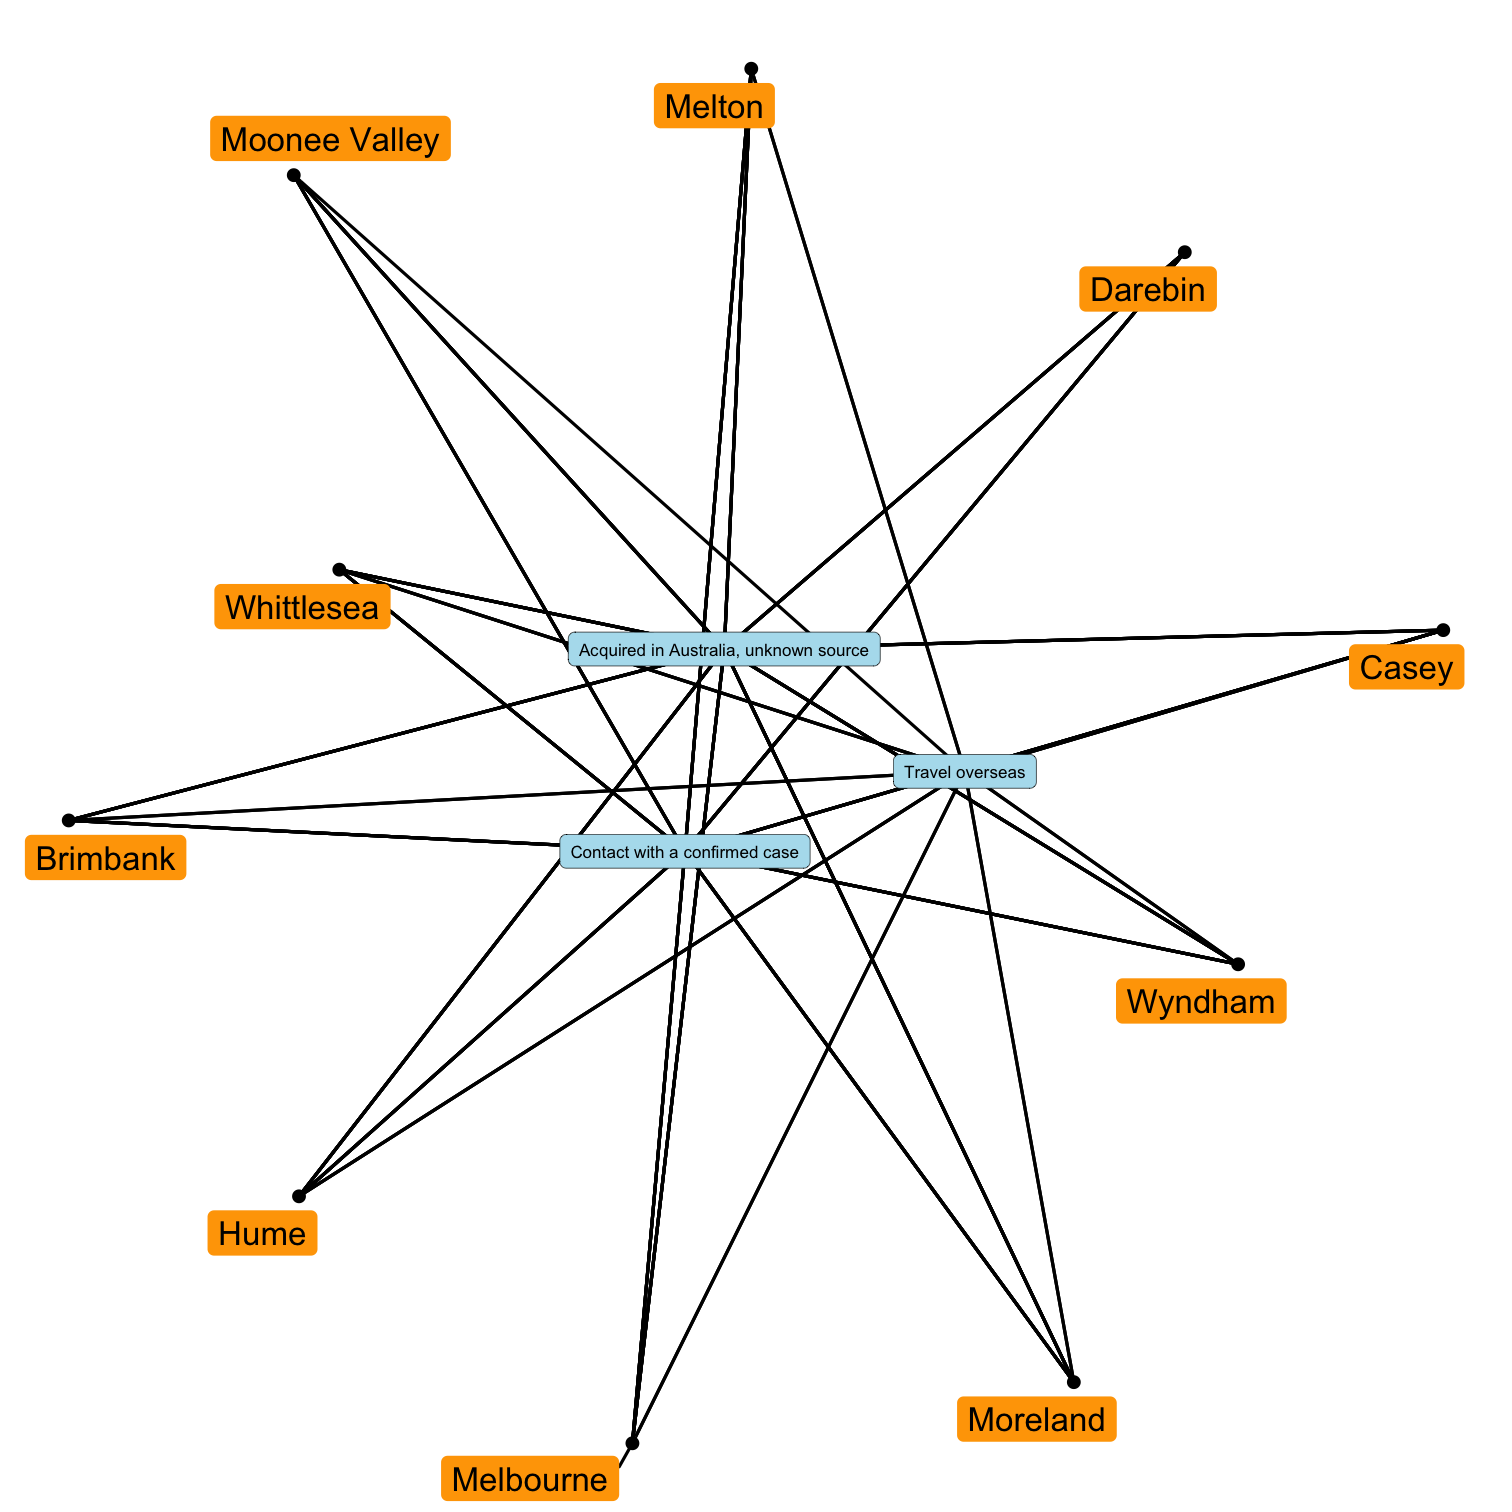 Melton
Moonee Valley
Darebin
Whittlesea
Acquired in Australia, unknown source
Casey
Travel overseas
Contact with a confirmed case
Brimbank
Wyndham
Hume
Moreland
Melbourne